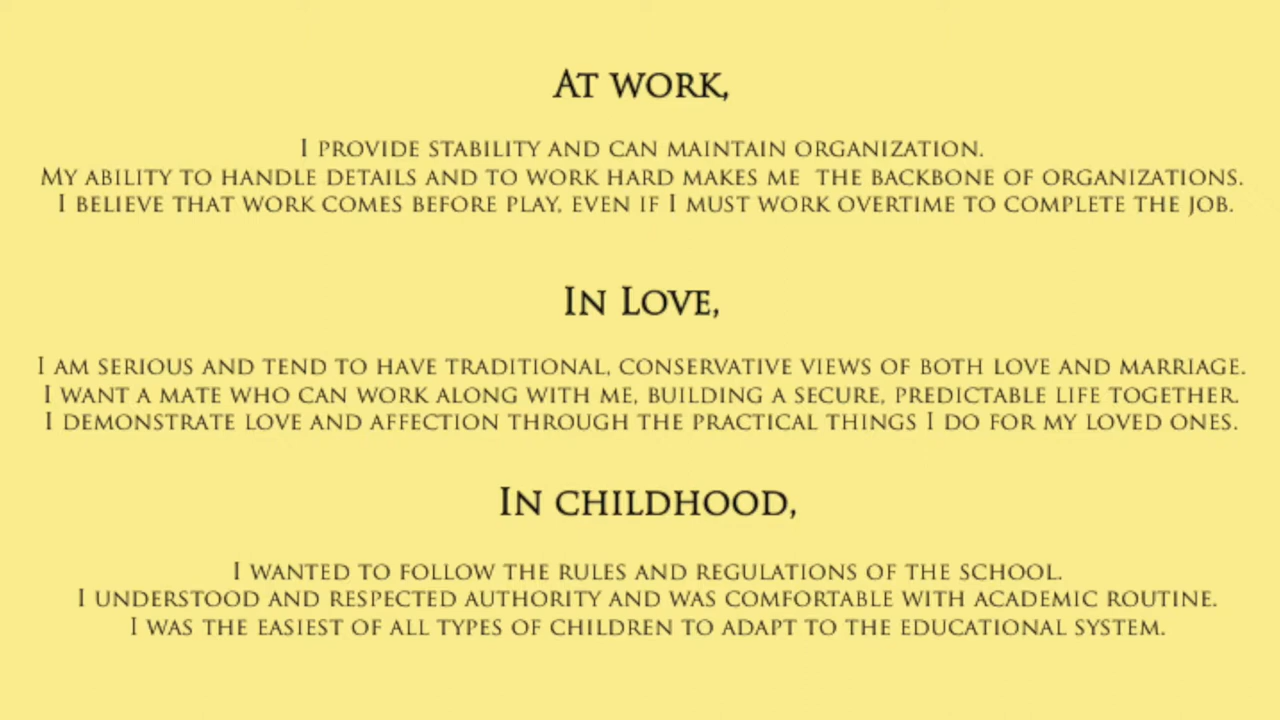 At work,
I provide stability and can maintain organization.
My ability to handle details and to work hard makes me the backbone of organizations.
I believe that work comes before play, even if I must work overtime to complete the job.
In Love,
I am serious and tend to have traditional, conservative views of both love and marriage.
I want a mate who can work along with me, building a secure, predictable life together.
I demonstrate love and affection through the practical things I do for my loved ones.
In childhood,
I wanted to follow the rules and regulations of the school.
I understood and respected authority and was comfortable with academic routine.
I was the easiest of all types of children to adapt to the educational system.